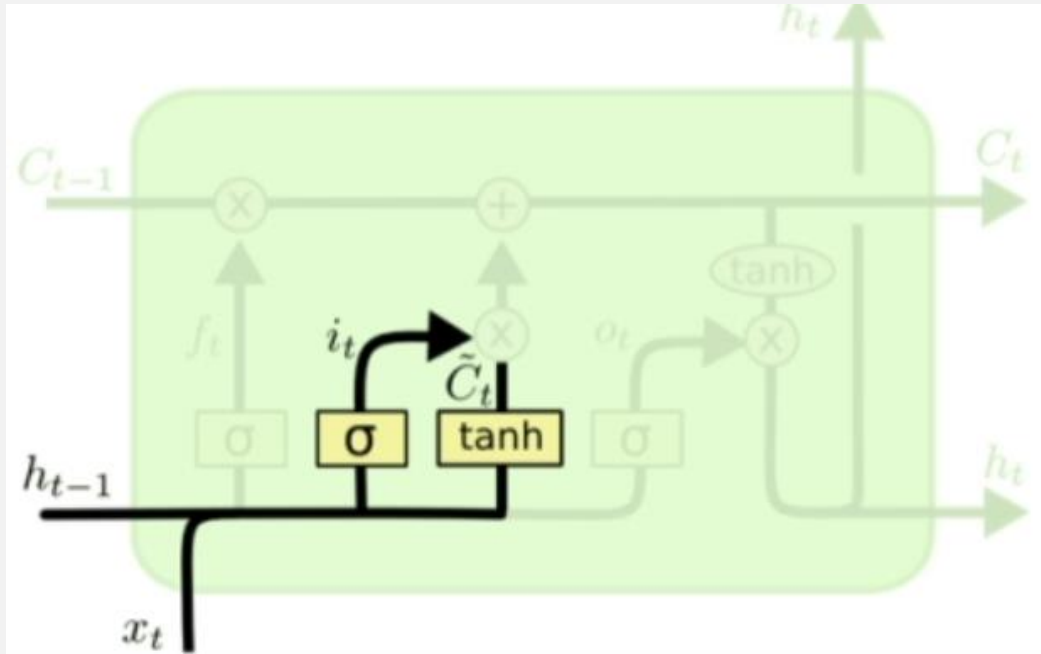 h_t
C_{t-1} × + C_t
tanh
f_t i_t × o_t ×
C̃_t
σ σ tanh σ
h_{t-1} h_t
x_t